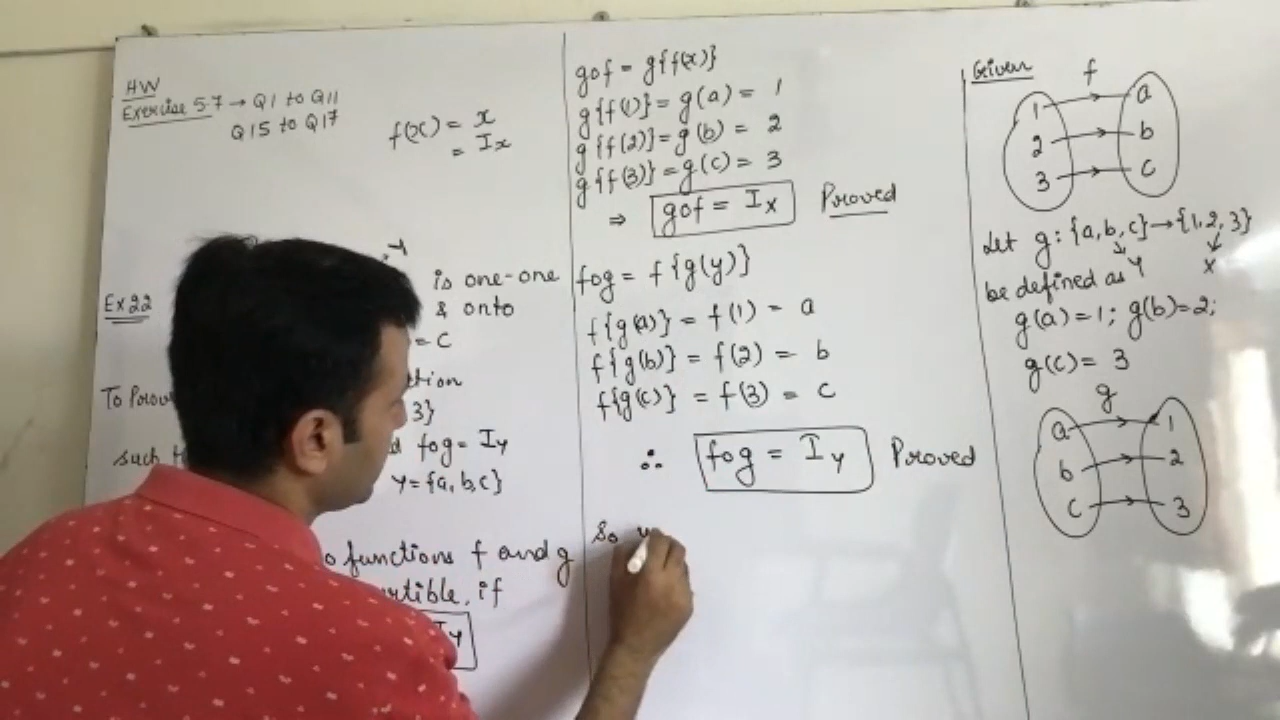 HW
Exercise 5.7 → Q1 to Q11
Q15 to Q17
f(x) = x
= Ix
Ex 22
is one-one
& onto
= C
To Prove
3}
such
fog = Iy
Y = {a, b, c}
functions f and g
if
Iy
gof = g{f(x)}
g{f(1)} = g(a) = 1
g{f(2)} = g(b) = 2
g{f(3)} = g(c) = 3
⇒ gof = Ix Proved
fog = f{g(y)}
f{g(a)} = f(1) = a
f{g(b)} = f(2) = b
f{g(c)} = f(3) = c
∴ fog = Iy Proved
So
Given
f
1 a
2 b
3 c
Let g: {a, b, c} → {1, 2, 3}
Y X
be defined as
g(a) = 1; g(b) = 2;
g(c) = 3
g
a 1
b 2
c 3